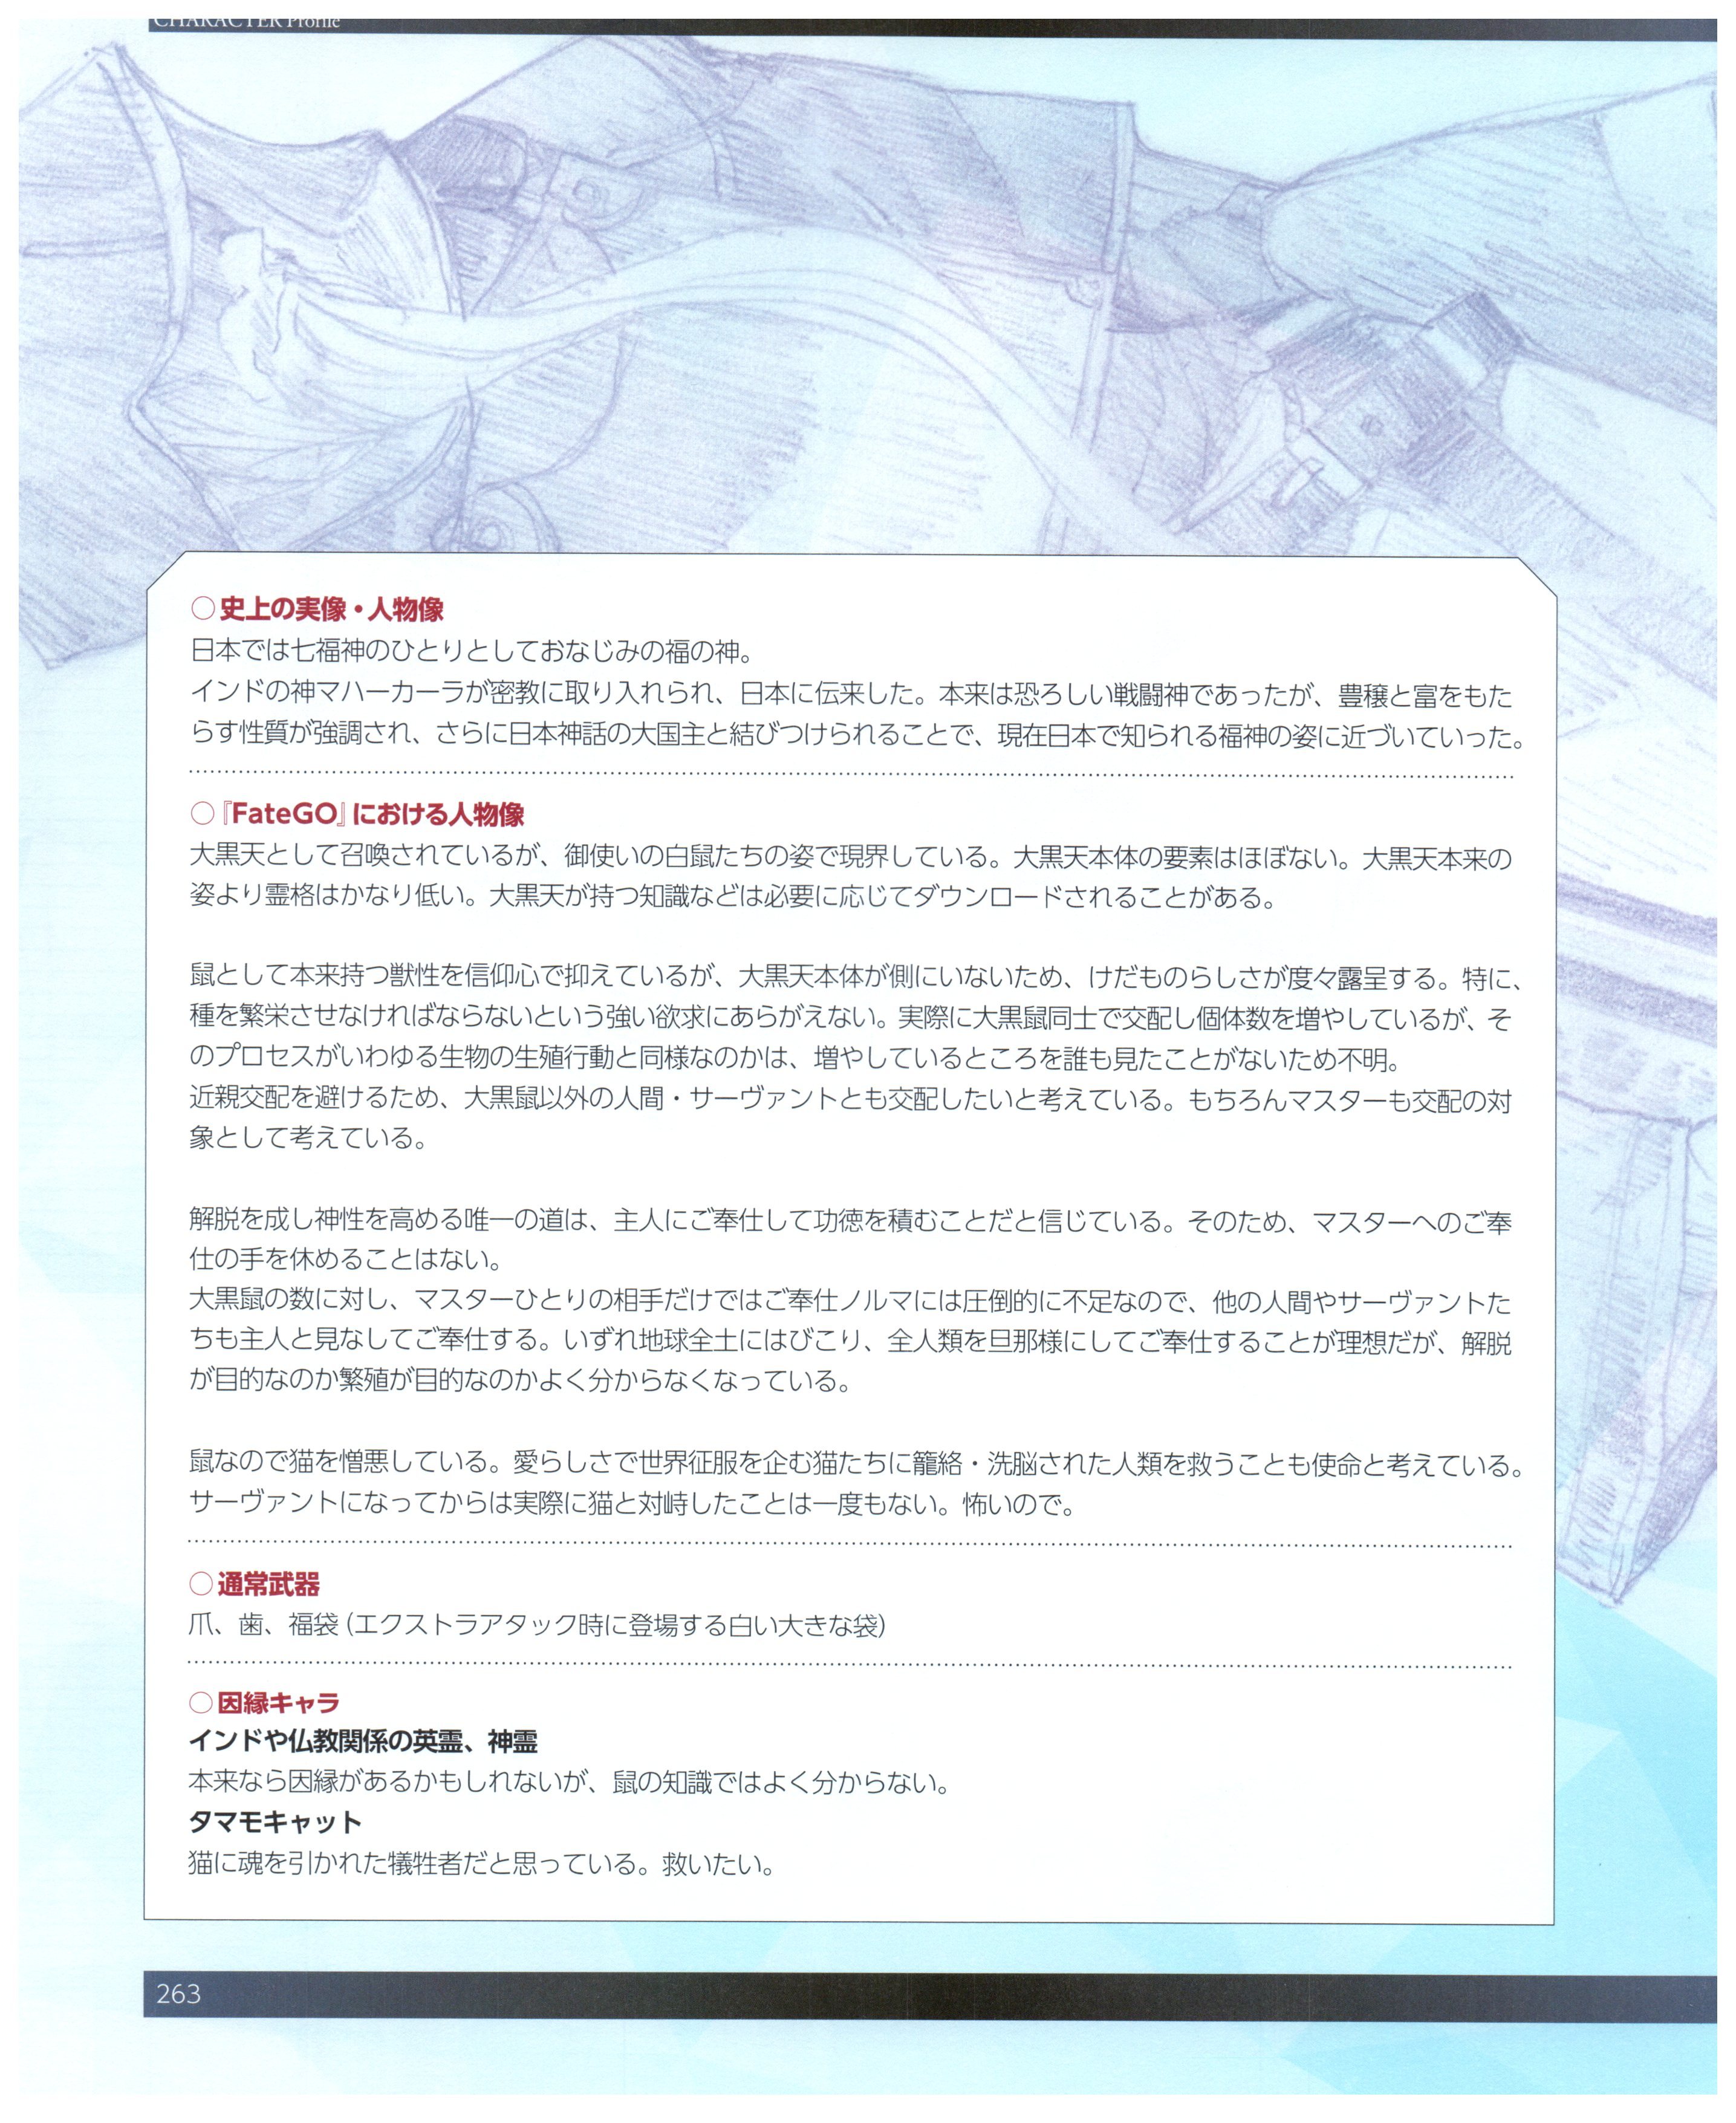 CHARACTER Profile
○史上の実像・人物像
日本では七福神のひとりとしておなじみの福の神。
インドの神マハーカーラが密教に取り入れられ、日本に伝来した。本来は恐ろしい戦闘神であったが、豊穣と富をもた
らす性質が強調され、さらに日本神話の大国主と結びつけられることで、現在日本で知られる福神の姿に近づいていった。
○『FateGO』における人物像
大黒天として召喚されているが、御使いの白鼠たちの姿で現界している。大黒天本体の要素はほぼない。大黒天本来の
姿より霊格はかなり低い。大黒天が持つ知識などは必要に応じてダウンロードされることがある。
鼠として本来持つ獣性を信仰心で抑えているが、大黒天本体が側にいないため、けだものらしさが度々露呈する。特に、
種を繁栄させなければならないという強い欲求にあらがえない。実際に大黒鼠同士で交配し個体数を増やしているが、そ
のプロセスがいわゆる生物の生殖行動と同様なのかは、増やしているところを誰も見たことがないため不明。
近親交配を避けるため、大黒鼠以外の人間・サーヴァントとも交配したいと考えている。もちろんマスターも交配の対
象として考えている。
解脱を成し神性を高める唯一の道は、主人にご奉仕して功徳を積むことだと信じている。そのため、マスターへのご奉
仕の手を休めることはない。
大黒鼠の数に対し、マスターひとりの相手だけではご奉仕ノルマには圧倒的に不足なので、他の人間やサーヴァントた
ちも主人と見なしてご奉仕する。いずれ地球全土にはびこり、全人類を旦那様にしてご奉仕することが理想だが、解脱
が目的なのか繁殖が目的なのかよく分からなくなっている。
鼠なので猫を憎悪している。愛らしさで世界征服を企む猫たちに籠絡・洗脳された人類を救うことも使命と考えている。
サーヴァントになってからは実際に猫と対峙したことは一度もない。怖いので。
○通常武器
爪、歯、福袋（エクストラアタック時に登場する白い大きな袋）
○因縁キャラ
インドや仏教関係の英霊、神霊
本来なら因縁があるかもしれないが、鼠の知識ではよく分からない。
タマモキャット
猫に魂を引かれた犠牲者だと思っている。救いたい。
263